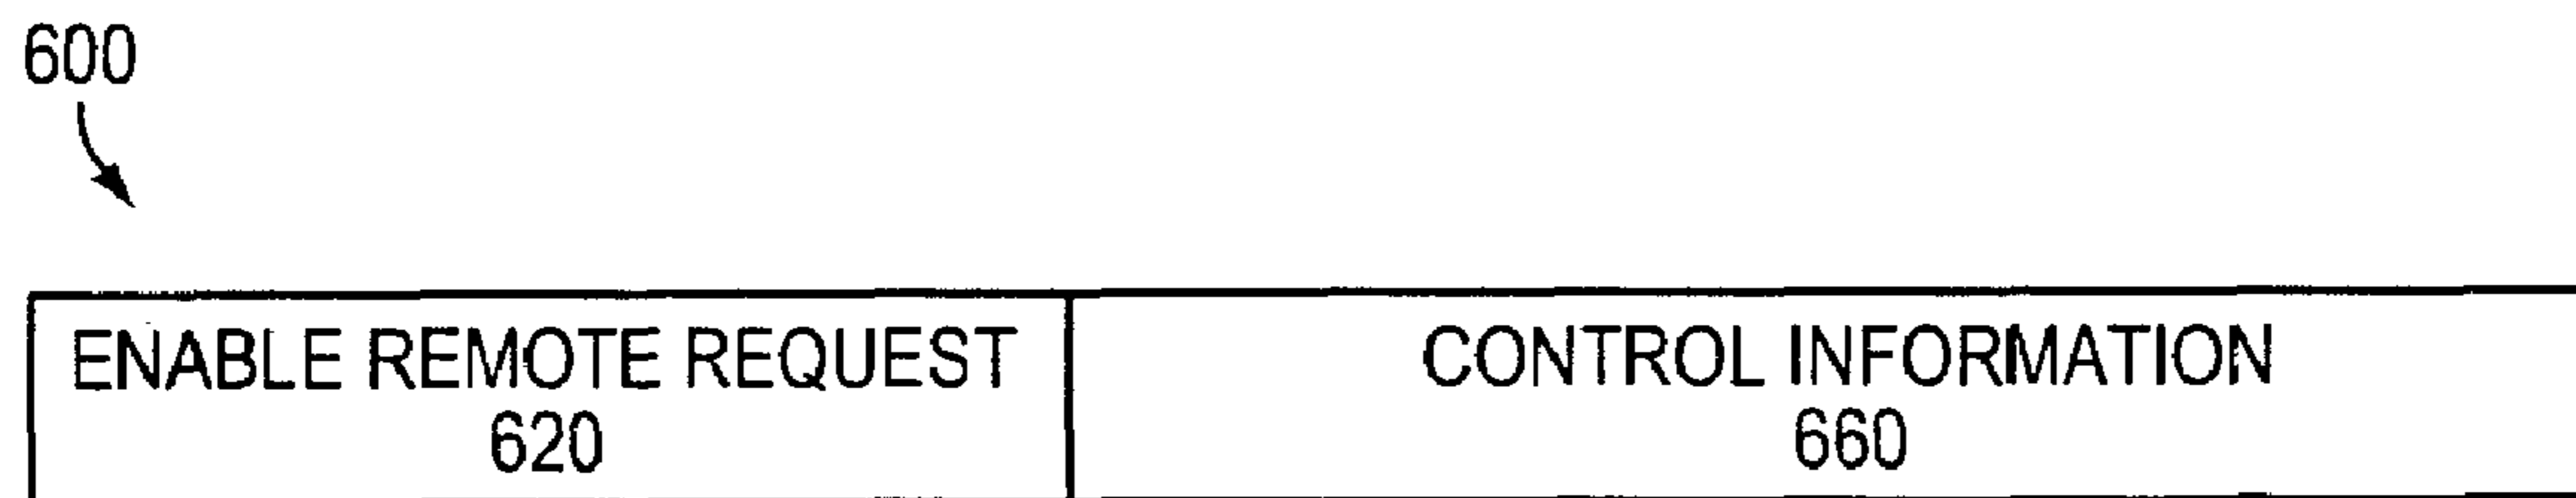 600
ENABLE REMOTE REQUEST
620
CONTROL INFORMATION
660